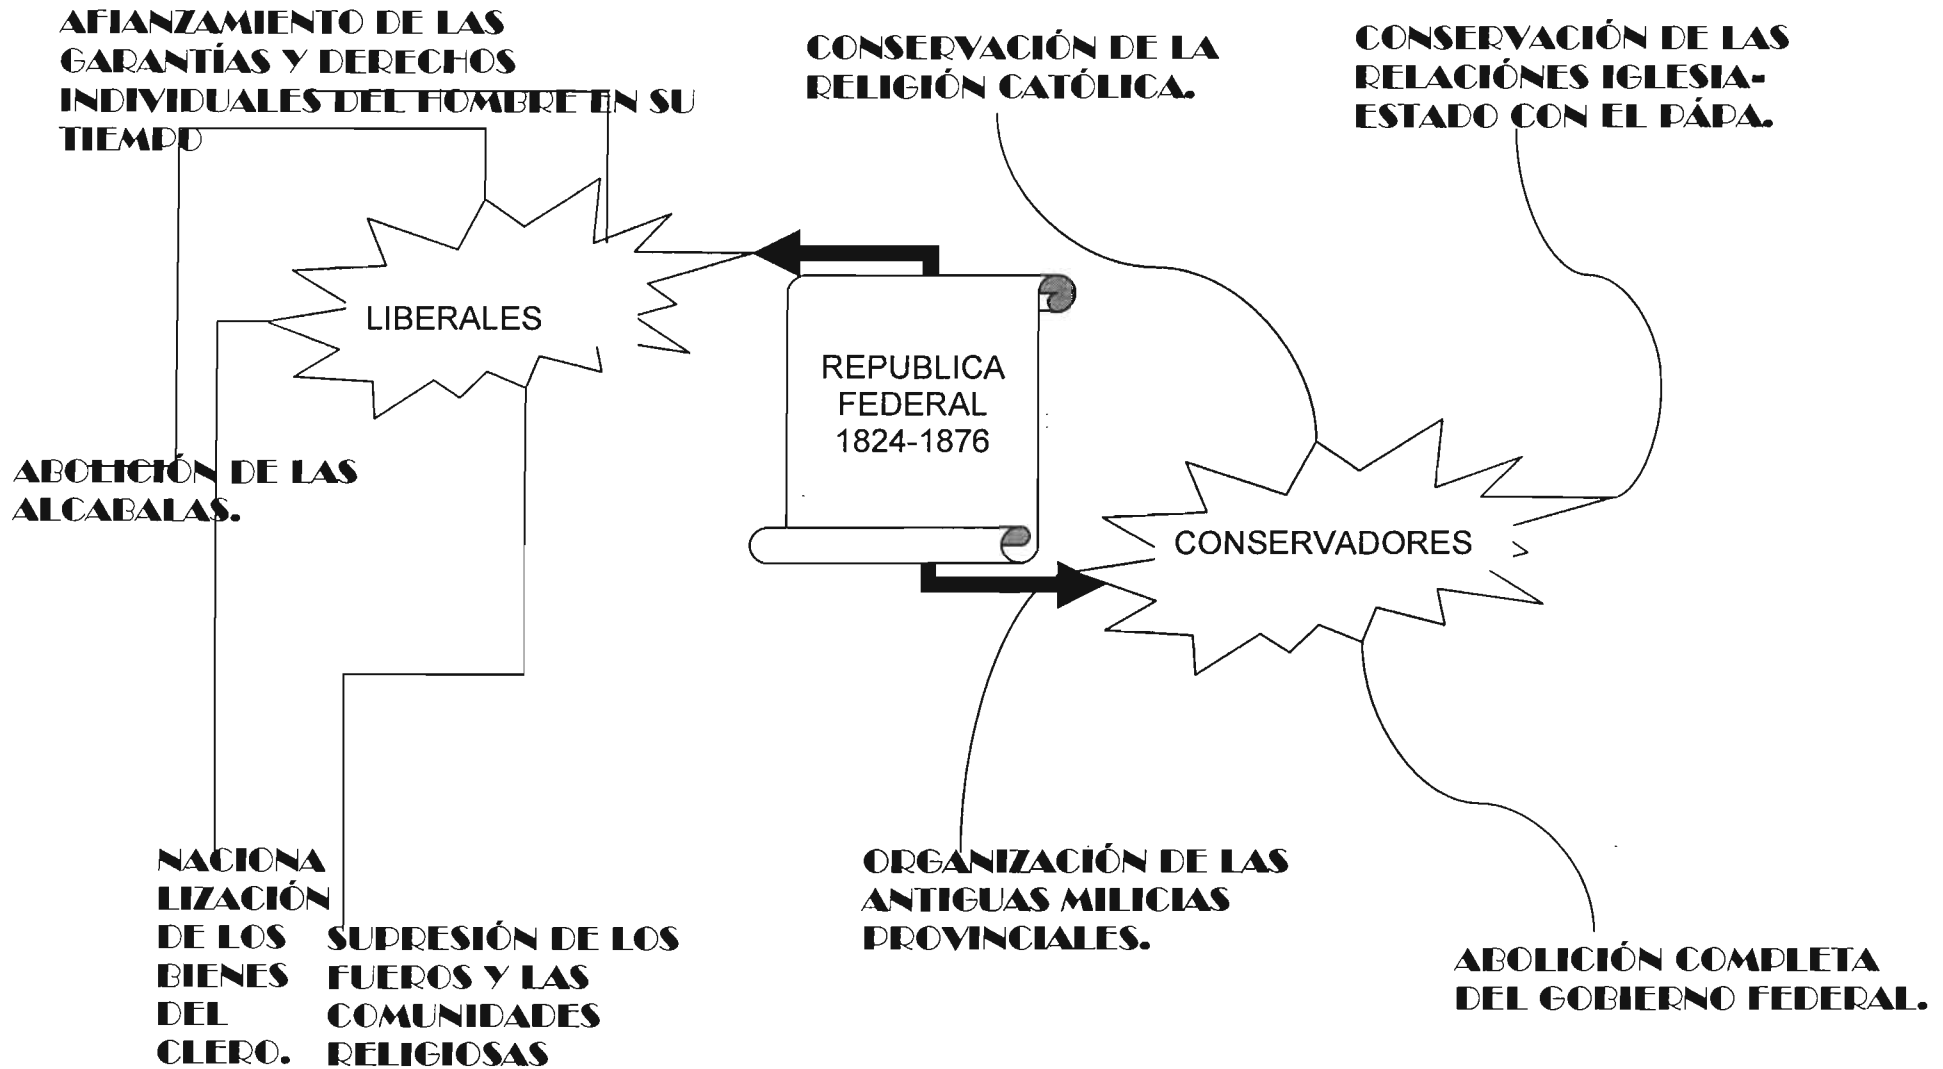 AFIANZAMIENTO DE LAS
GARANTÍAS Y DERECHOS
INDIVIDUALES DEL HOMBRE EN SU
TIEMPO
CONSERVACIÓN DE LA
RELIGIÓN CATÓLICA.
CONSERVACIÓN DE LAS
RELACIÓNES IGLESIA-
ESTADO CON EL PÁPA.
LIBERALES
REPUBLICA
FEDERAL
1824-1876
ABOLICIÓN DE LAS
ALCABALAS.
CONSERVADORES
NACIONA
LIZACIÓN
DE LOS
BIENES
DEL
CLERO.
SUPRESIÓN DE LOS
FUEROS Y LAS
COMUNIDADES
RELIGIOSAS
ORGANIZACIÓN DE LAS
ANTIGUAS MILICIAS
PROVINCIALES.
ABOLICIÓN COMPLETA
DEL GOBIERNO FEDERAL.